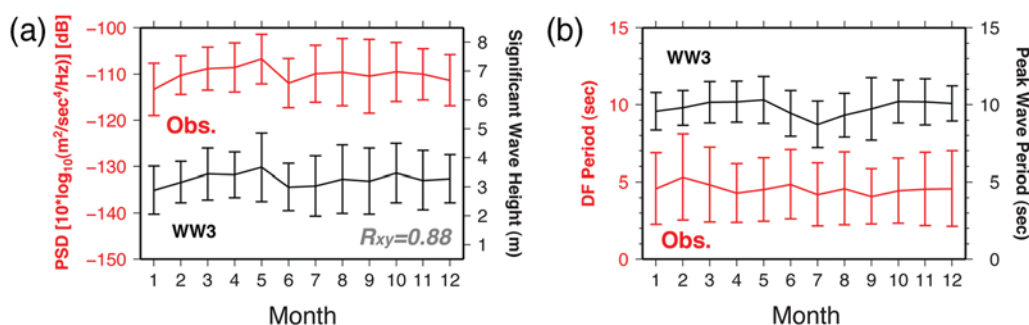 (a)
PSD [10*log10(m²/sec⁴/Hz)] [dB]
−100
−110
−120
−130
−140
−150
Obs.
WW3
Rxy=0.88
8
7
6
5
4
3
2
1
Significant Wave Height (m)
1 2 3 4 5 6 7 8 9 10 11 12
Month
(b)
DF Period (sec)
15
10
5
0
WW3
Obs.
15
10
5
0
Peak Wave Period (sec)
1 2 3 4 5 6 7 8 9 10 11 12
Month